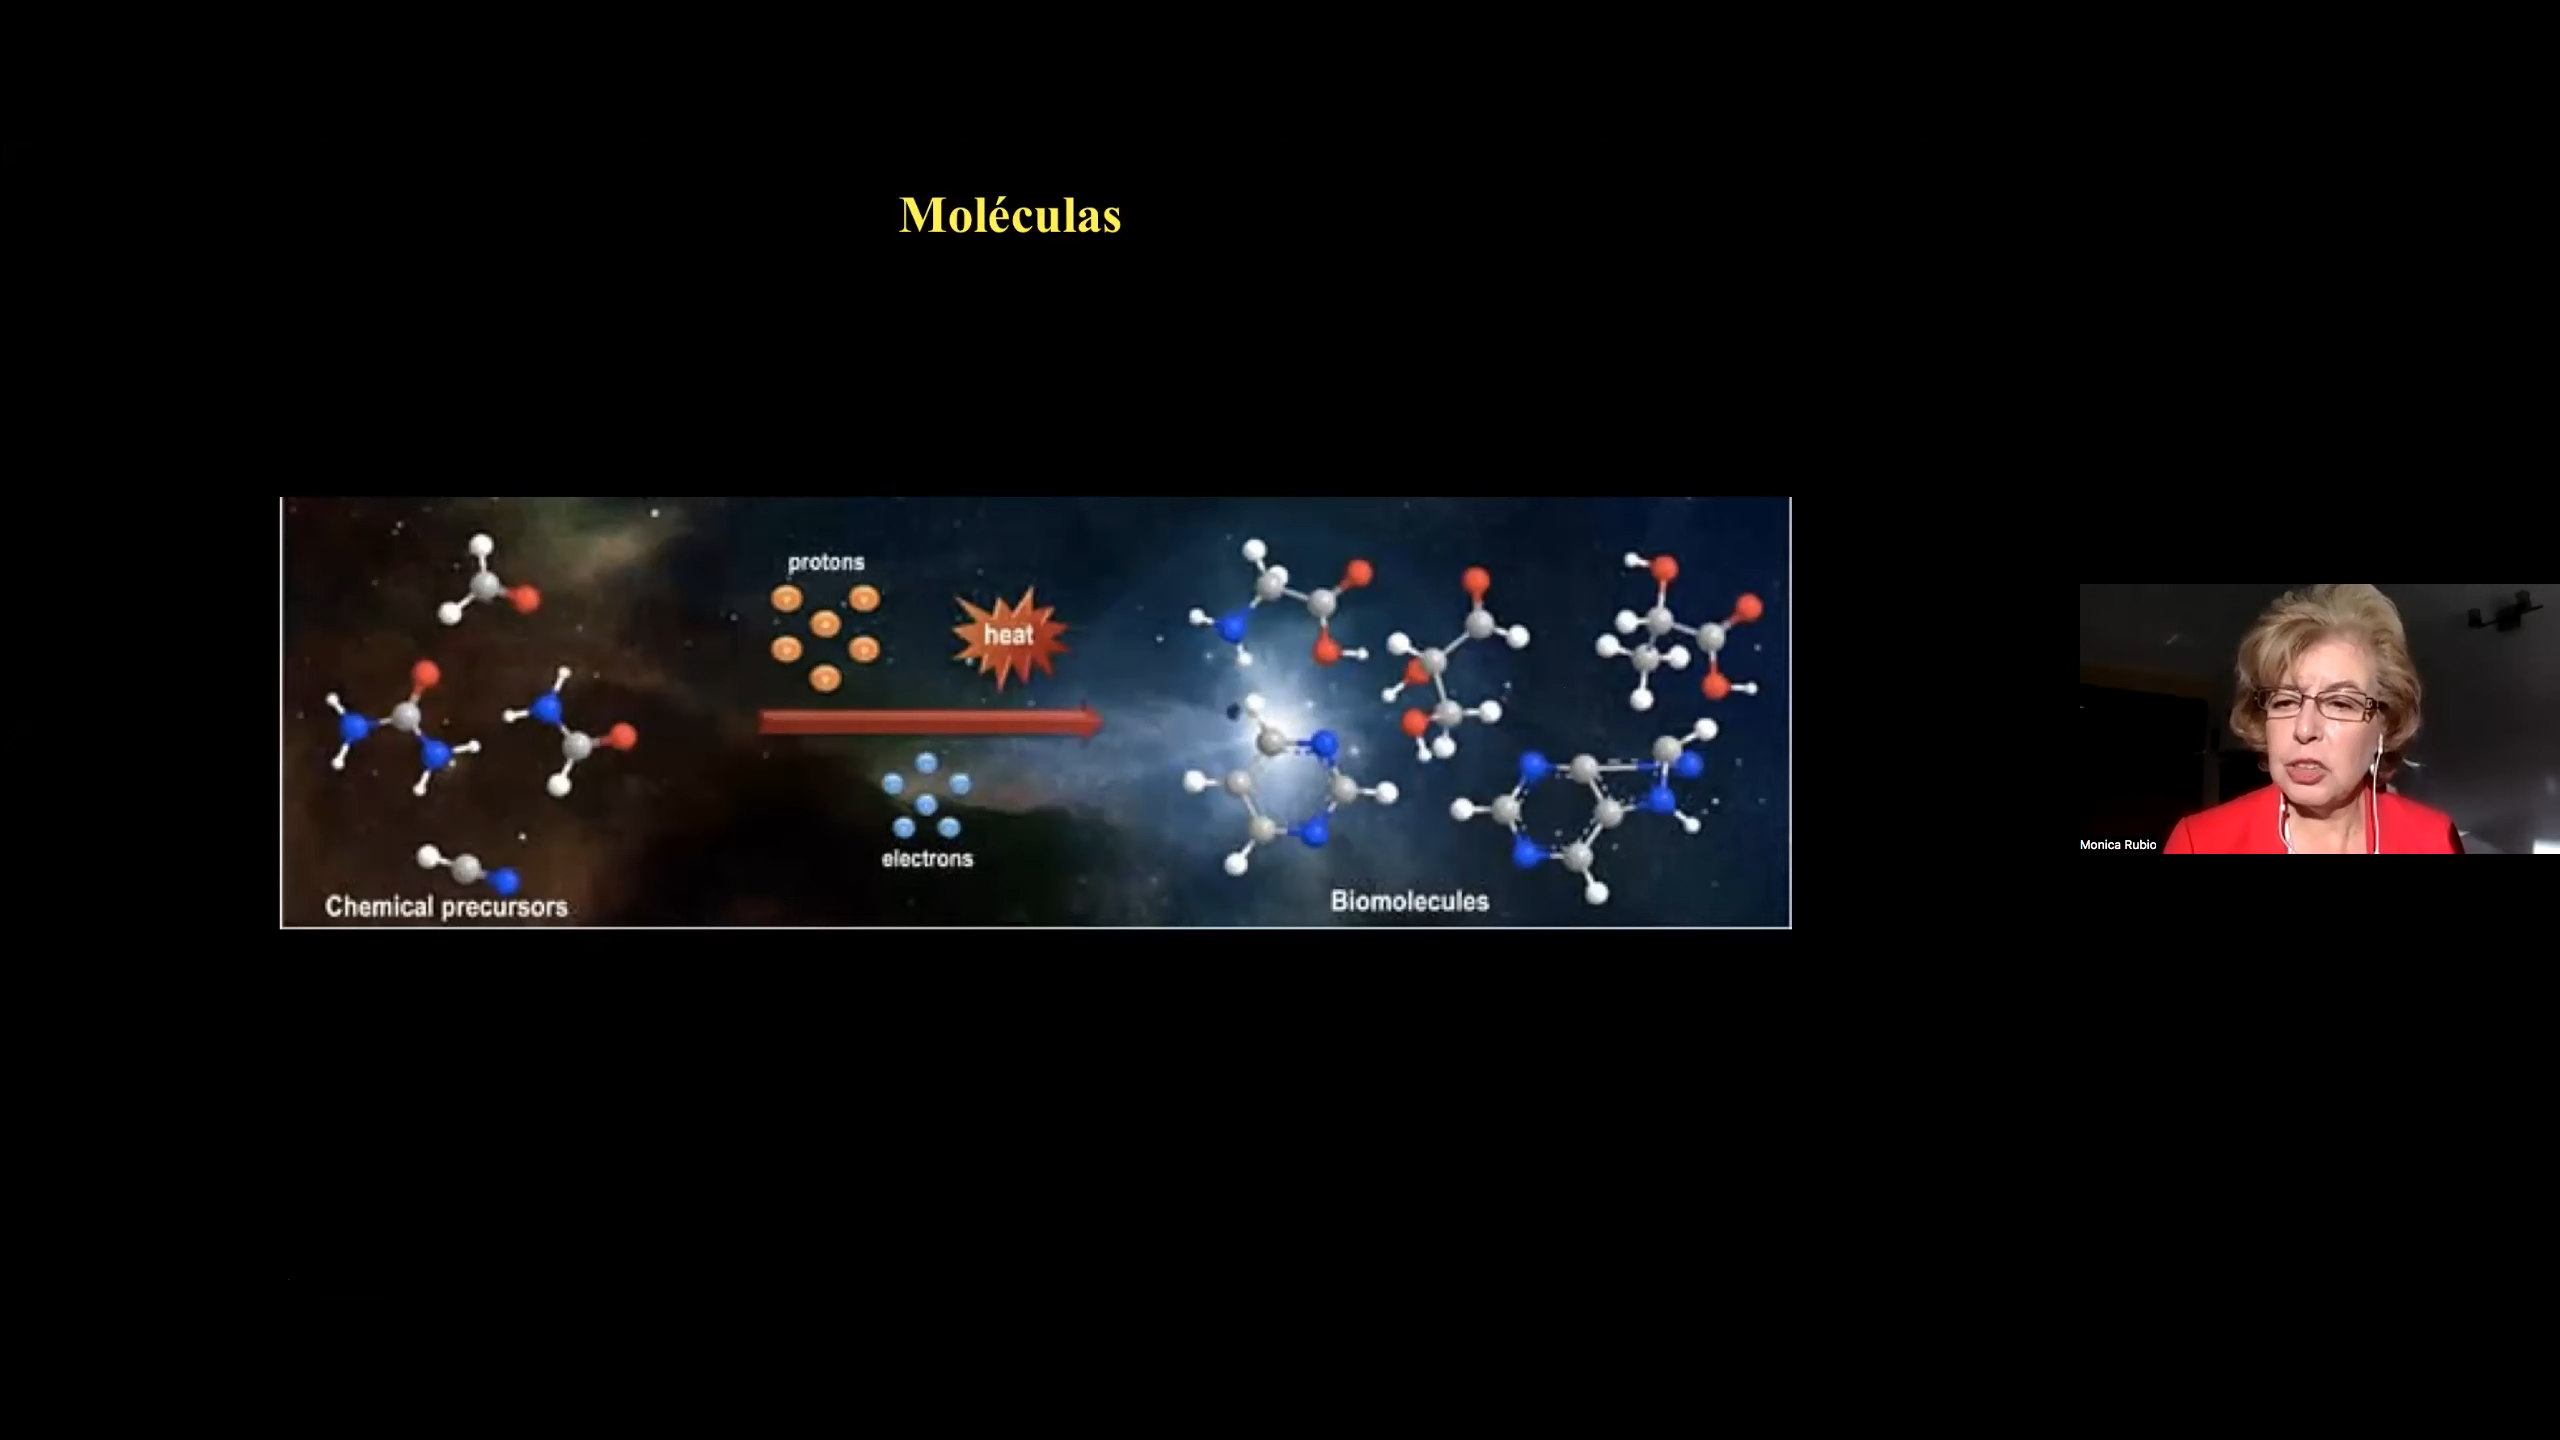 Moléculas
protons
heat
electrons
Chemical precursors
Biomolecules
Monica Rubio